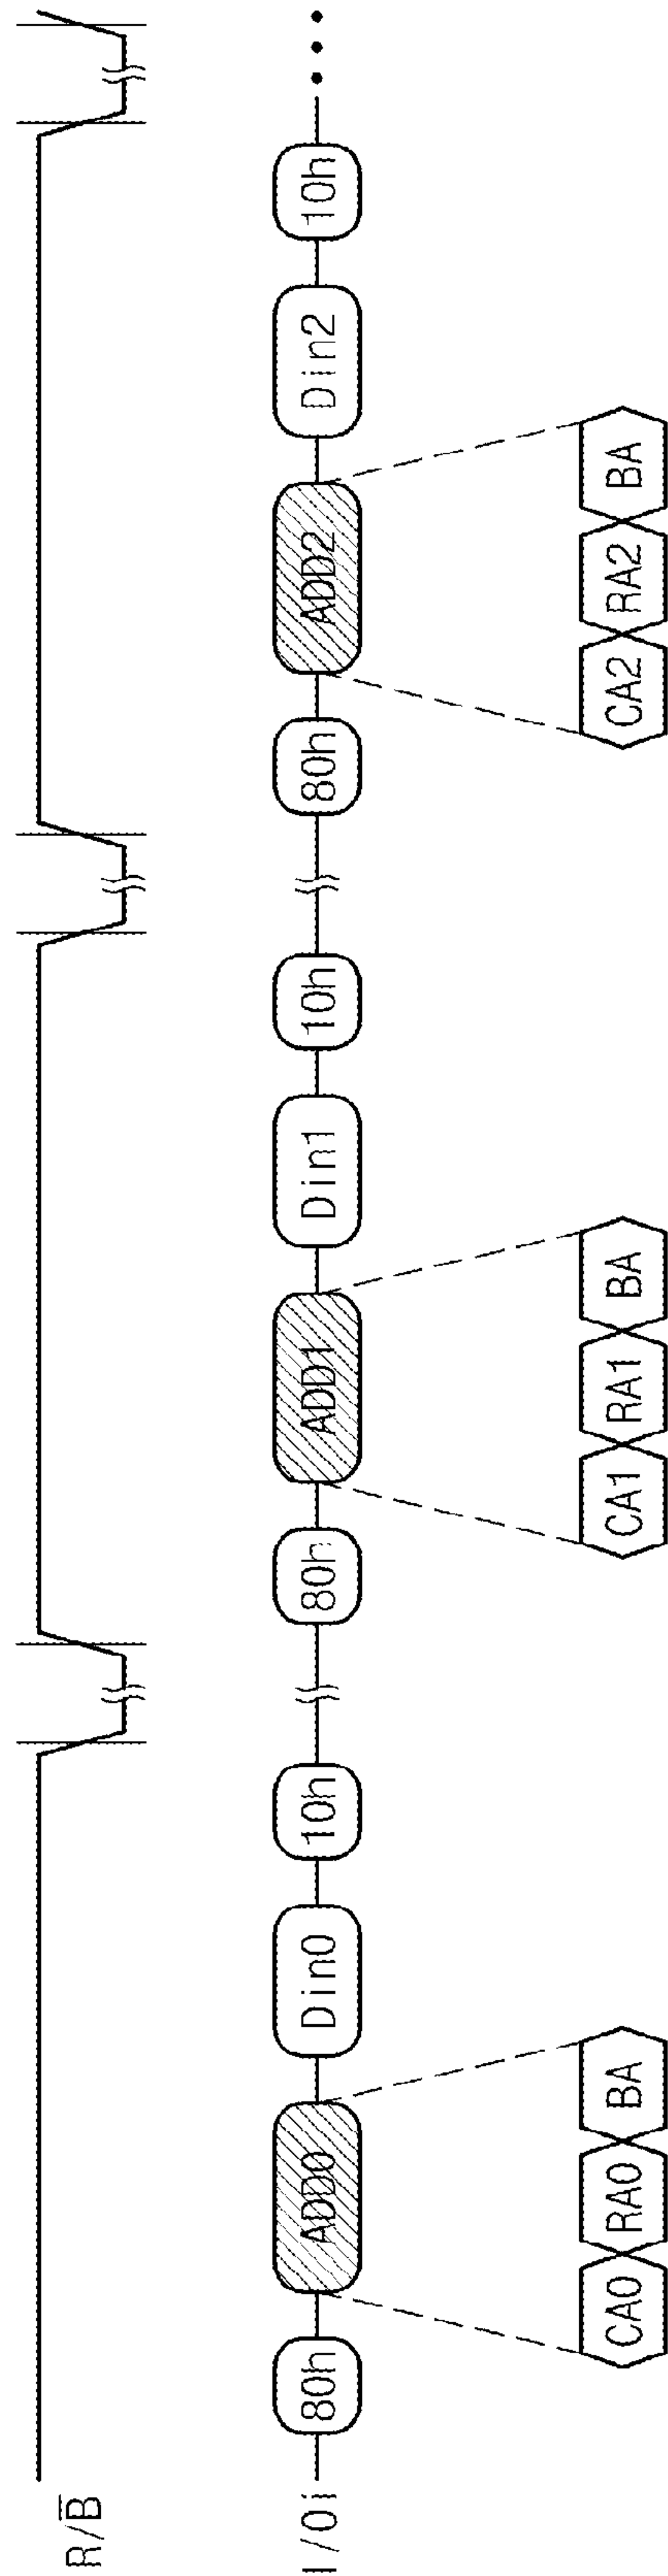 R/B̅
I/Oi 80h ADD0 Din0 10h 80h ADD1 Din1 10h 80h ADD2 Din2 10h
CA0 RA0 BA CA1 RA1 BA CA2 RA2 BA